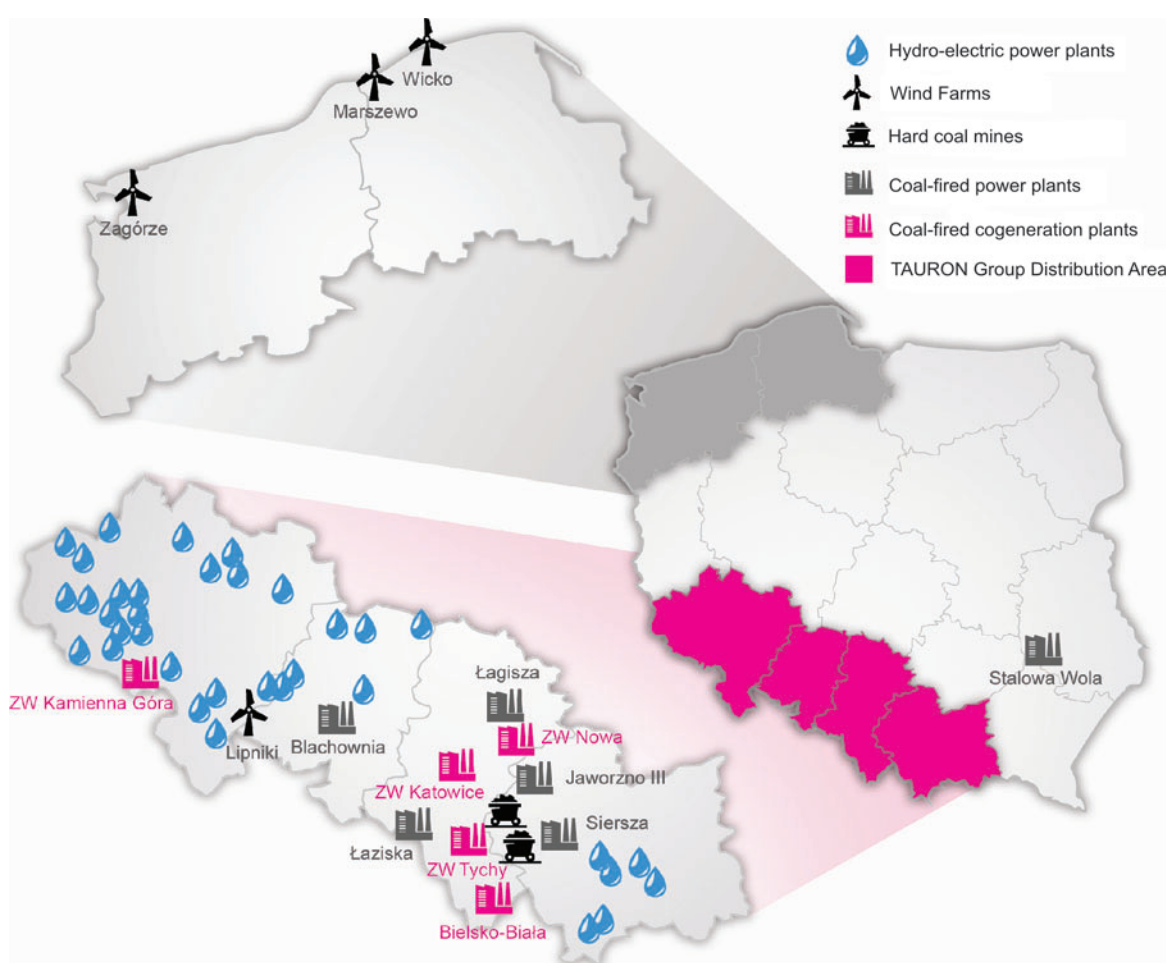 Hydro-electric power plants
Wind Farms
Hard coal mines
Coal-fired power plants
Coal-fired cogeneration plants
TAURON Group Distribution Area
Wicko
Marszewo
Zagórze
Stalowa Wola
Łagisza
ZW Kamienna Góra
ZW Nowa
Lipniki
Blachownia
Jaworzno III
ZW Katowice
Siersza
Łaziska
ZW Tychy
Bielsko-Biała